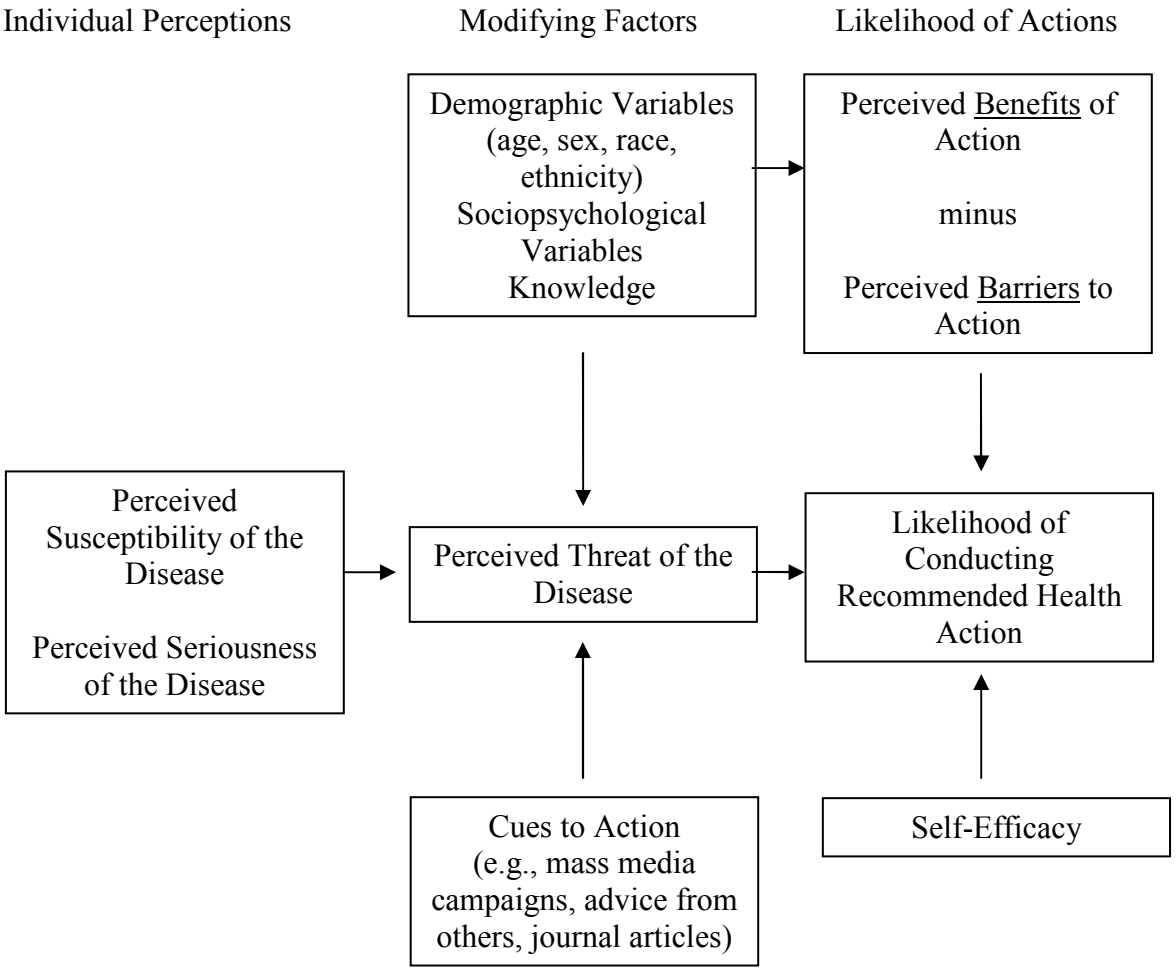 Individual Perceptions
Modifying Factors
Likelihood of Actions
Demographic Variables
(age, sex, race,
ethnicity)
Sociopsychological
Variables
Knowledge
Perceived Benefits of
Action
minus
Perceived Barriers to
Action
Perceived
Susceptibility of the
Disease
Perceived Seriousness
of the Disease
Perceived Threat of the
Disease
Likelihood of
Conducting
Recommended Health
Action
Cues to Action
(e.g., mass media
campaigns, advice from
others, journal articles)
Self-Efficacy